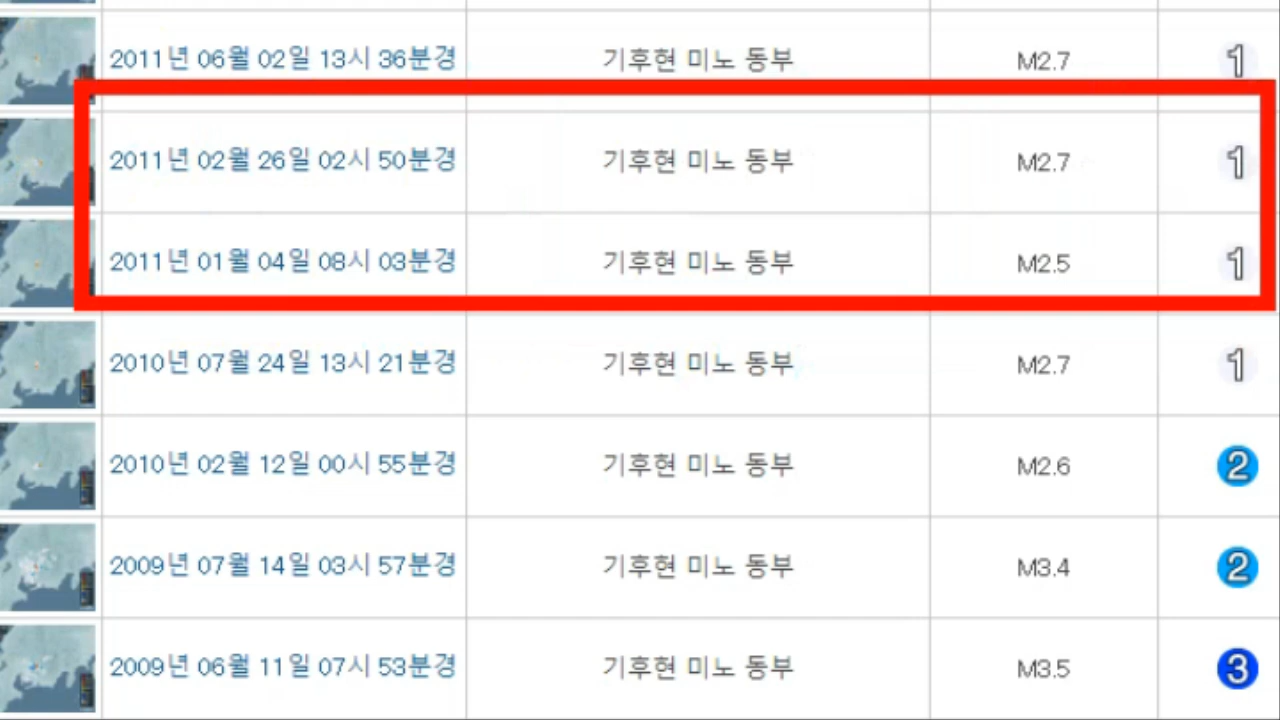 2011년 06월 02일 13시 36분경 기후현 미노 동부 M2.7 1
2011년 02월 26일 02시 50분경 기후현 미노 동부 M2.7 1
2011년 01월 04일 08시 03분경 기후현 미노 동부 M2.5 1
2010년 07월 24일 13시 21분경 기후현 미노 동부 M2.7 1
2010년 02월 12일 00시 55분경 기후현 미노 동부 M2.6 2
2009년 07월 14일 03시 57분경 기후현 미노 동부 M3.4 2
2009년 06월 11일 07시 53분경 기후현 미노 동부 M3.5 3